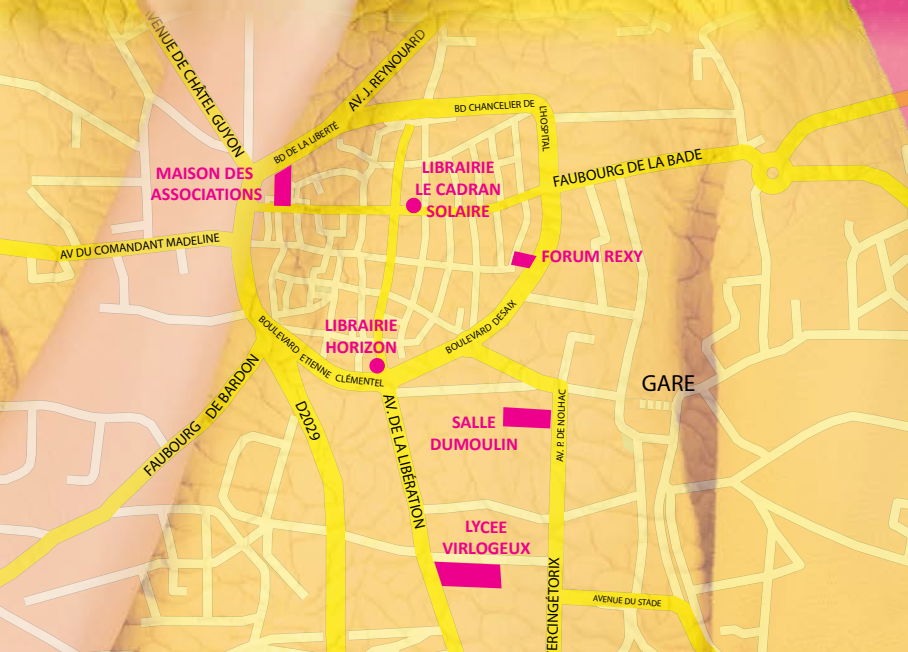 VENUE DE CHÂTEL GUYON
AV. J. REYNOUARD
BD DE LA LIBERTÉ
BD CHANCELIER DE
L'HOSPITAL
MAISON DES
ASSOCIATIONS
LIBRAIRIE
LE CADRAN
SOLAIRE
FAUBOURG DE LA BADE
AV DU COMANDANT MADELINE
FORUM REXY
LIBRAIRIE
HORIZON
BOULEVARD ETIENNE CLÉMENTEL
BOULEVARD DESAIX
FAUBOURG DE BARDON
D2029
AV. DE LA LIBÉRATION
GARE
SALLE
DUMOULIN
AV. P. DE NOLHAC
LYCEE
VIRLOGEUX
ERCINGÉTORIX
AVENUE DU STADE